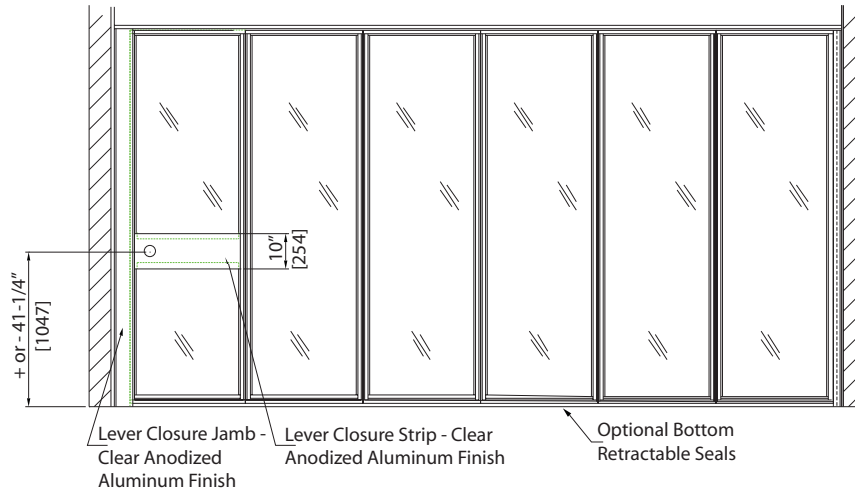 10"
[254]
+ or - 41-1/4"
[1047]
Lever Closure Jamb -
Clear Anodized
Aluminum Finish
Lever Closure Strip - Clear
Anodized Aluminum Finish
Optional Bottom
Retractable Seals